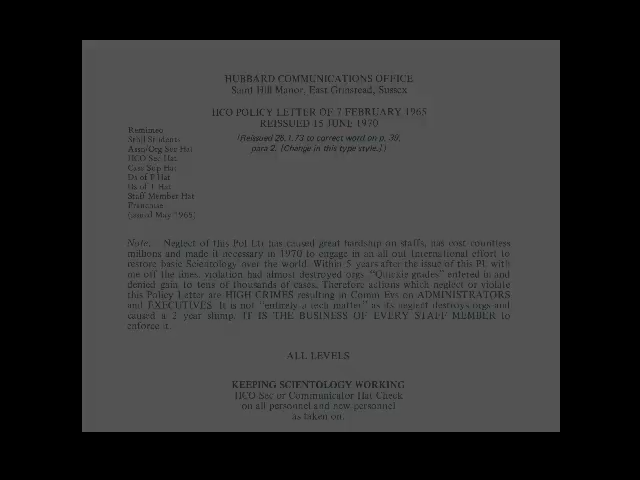 HUBBARD COMMUNICATIONS OFFICE
Saint Hill Manor, East Grinstead, Sussex
HCO POLICY LETTER OF 7 FEBRUARY 1965
REISSUED 15 JUNE 1970
Remimeo
Sthil Students
Assn/Org Sec Hat
HCO Sec Hat
Case Sup Hat
Ds of P Hat
Ds of T Hat
Staff Member Hat
Franchise
(issued May 1965)
(Reissued 28.1.73 to correct word on p. 39,
para 2. [Change in this type style.])
Note. Neglect of this Pol Ltr has caused great hardship on staffs, has cost countless
millions and made it necessary in 1970 to engage in an all out International effort to
restore basic Scientology over the world. Within 5 years after the issue of this PL with
me off the lines, violation had almost destroyed orgs. "Quickie grades" entered in and
denied gain to tens of thousands of cases. Therefore actions which neglect or violate
this Policy Letter are HIGH CRIMES resulting in Comm Evs on ADMINISTRATORS
and EXECUTIVES. It is not "entirely a tech matter" as its neglect destroys orgs and
caused a 2 year slump. IT IS THE BUSINESS OF EVERY STAFF MEMBER to
enforce it.
ALL LEVELS
KEEPING SCIENTOLOGY WORKING
HCO Sec or Communicator Hat Check
on all personnel and new personnel
as taken on.